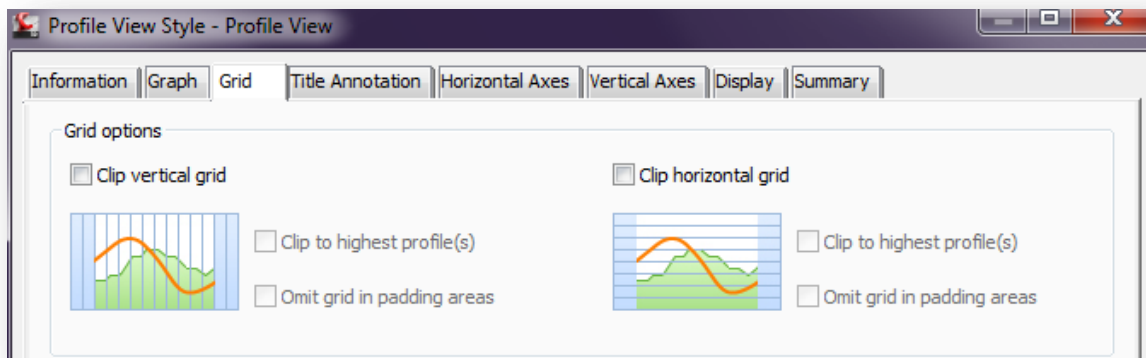 Profile View Style - Profile View
Information Graph Grid Title Annotation Horizontal Axes Vertical Axes Display Summary
Grid options
Clip vertical grid Clip horizontal grid
Clip to highest profile(s) Clip to highest profile(s)
Omit grid in padding areas Omit grid in padding areas